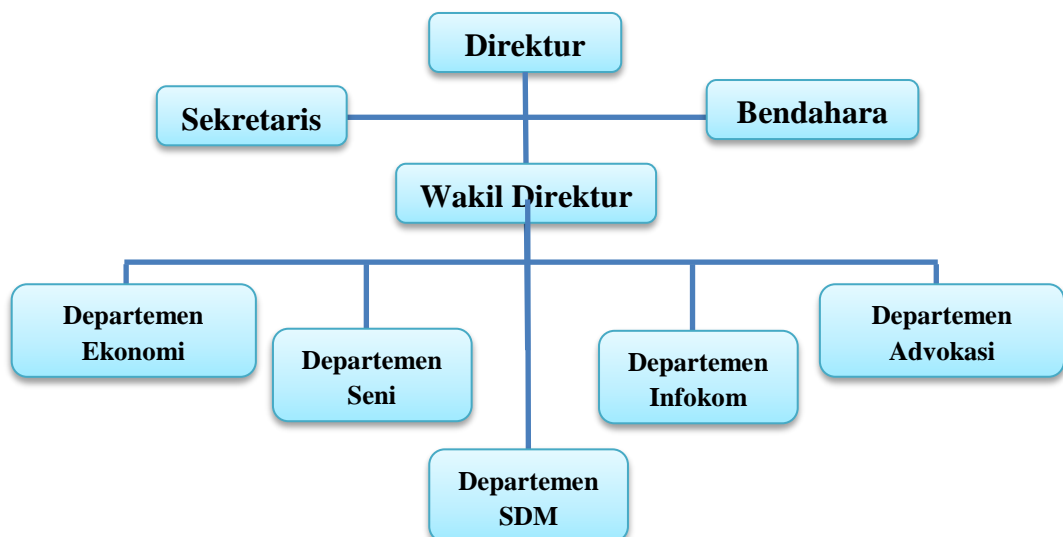 Direktur
Sekretaris
Bendahara
Wakil Direktur
Departemen
Ekonomi
Departemen
Seni
Departemen
Infokom
Departemen
Advokasi
Departemen
SDM